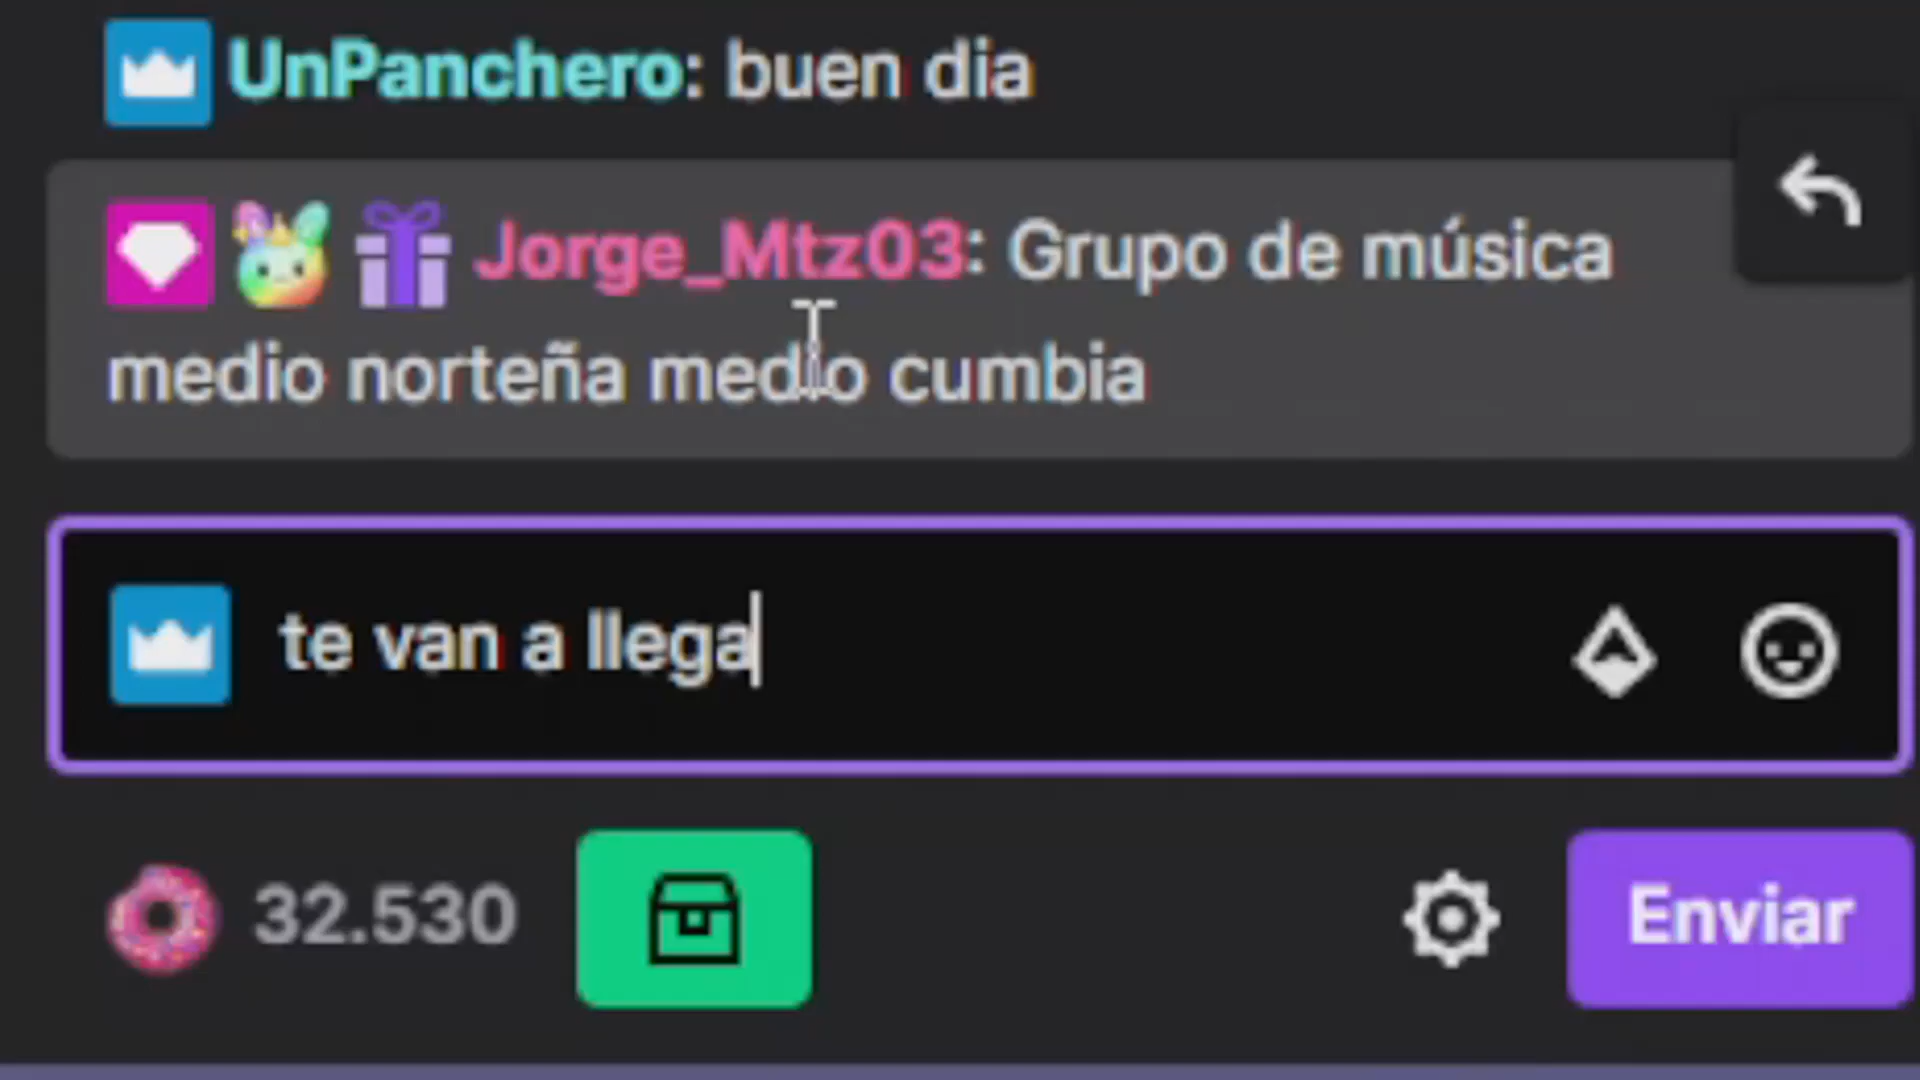 UnPanchero: buen dia
Jorge_Mtz03: Grupo de música
medio norteña medio cumbia
te van a llega
32.530
Enviar